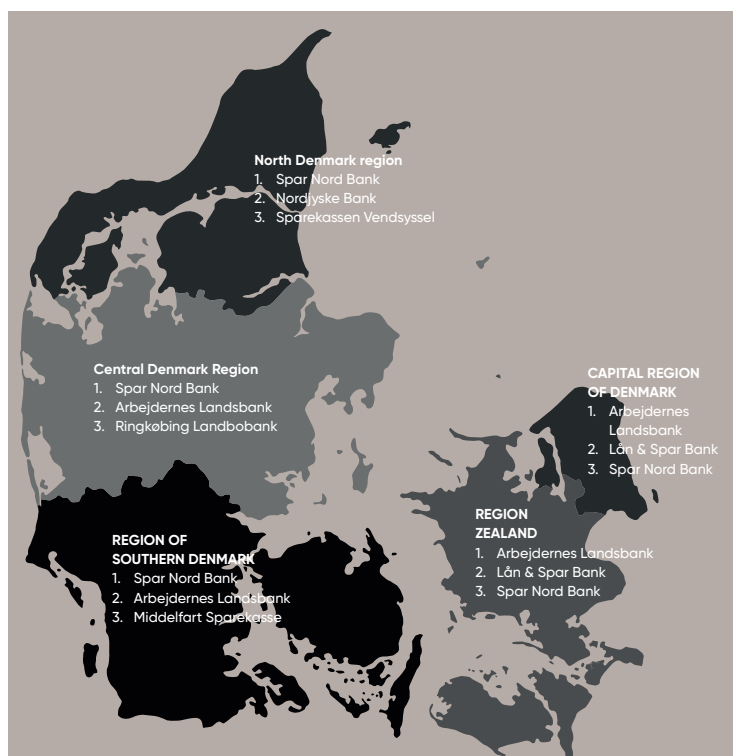 North Denmark region
1. Spar Nord Bank
2. Nordjyske Bank
3. Sparekassen Vendsyssel
Central Denmark Region
1. Spar Nord Bank
2. Arbejdernes Landsbank
3. Ringkøbing Landbobank
CAPITAL REGION
OF DENMARK
1. Arbejdernes
Landsbank
2. Lån & Spar Bank
3. Spar Nord Bank
REGION
ZEALAND
1. Arbejdernes Landsbank
2. Lån & Spar Bank
3. Spar Nord Bank
REGION OF
SOUTHERN DENMARK
1. Spar Nord Bank
2. Arbejdernes Landsbank
3. Middelfart Sparekasse